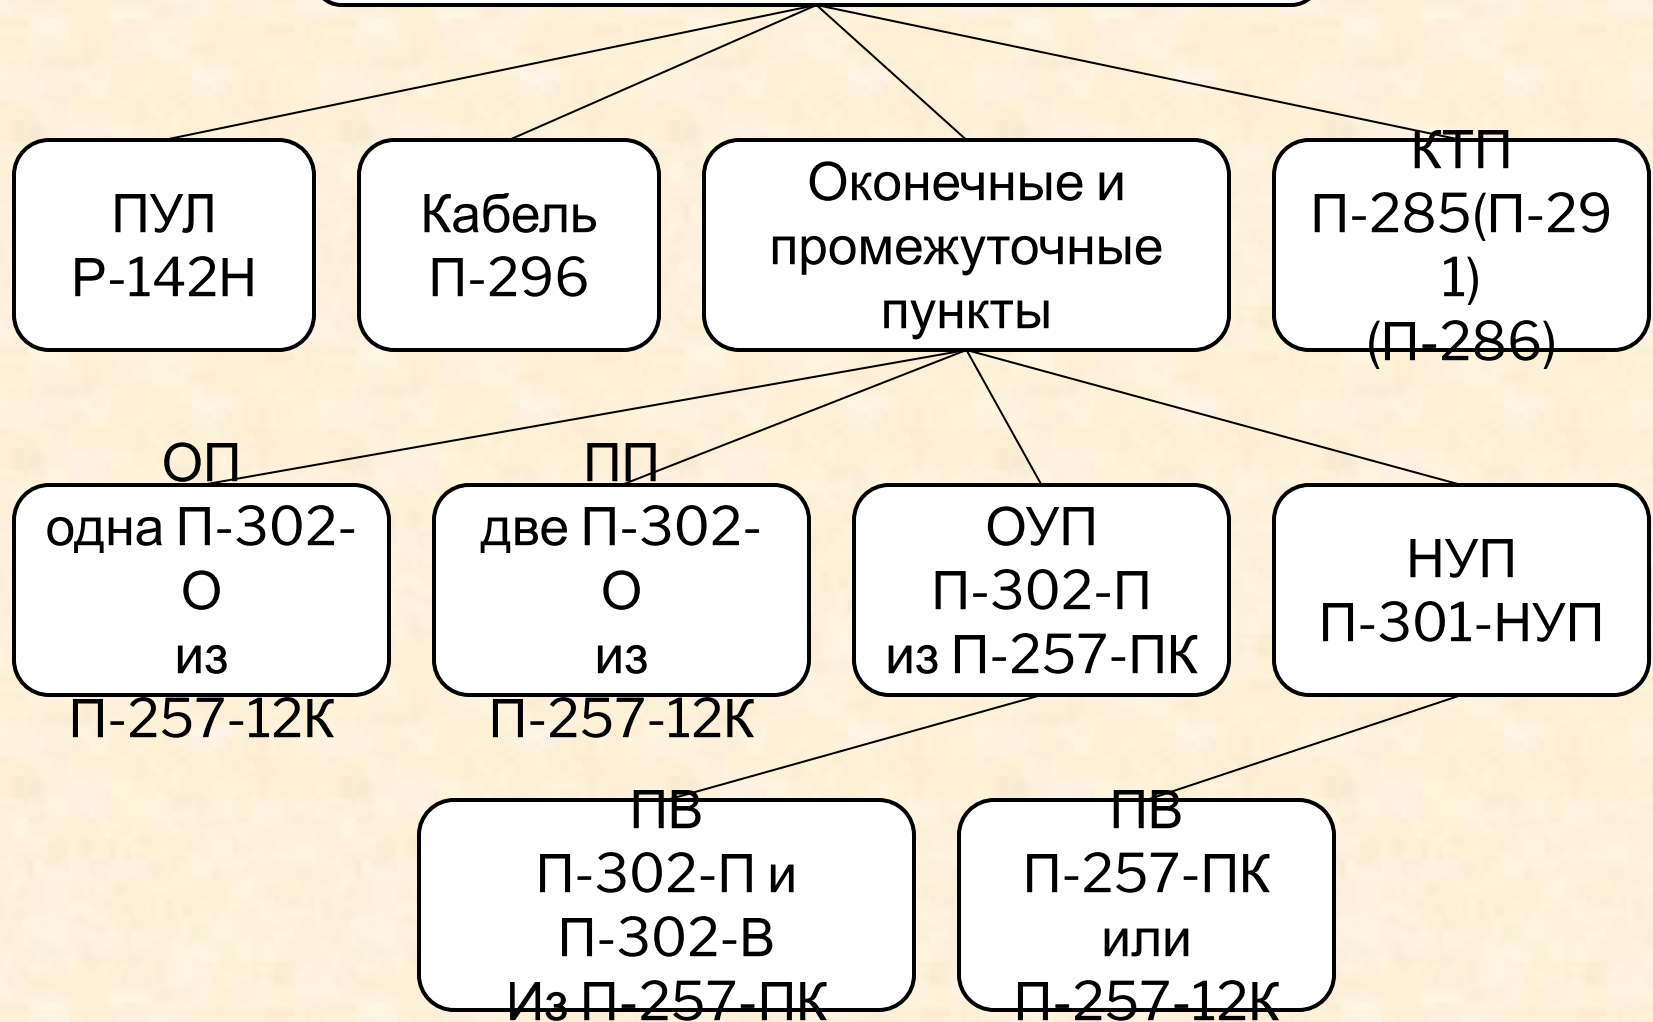 ПУЛ
Р-142Н
Кабель
П-296
Оконечные и
промежуточные
пункты
КТП
П-285(П-29
1)
(П-286)
ОП
одна П-302-
О
из
П-257-12К
ПП
две П-302-
О
из
П-257-12К
ОУП
П-302-П
из П-257-ПК
НУП
П-301-НУП
ПВ
П-302-П и
П-302-В
Из П-257-ПК
ПВ
П-257-ПК
или
П-257-12К